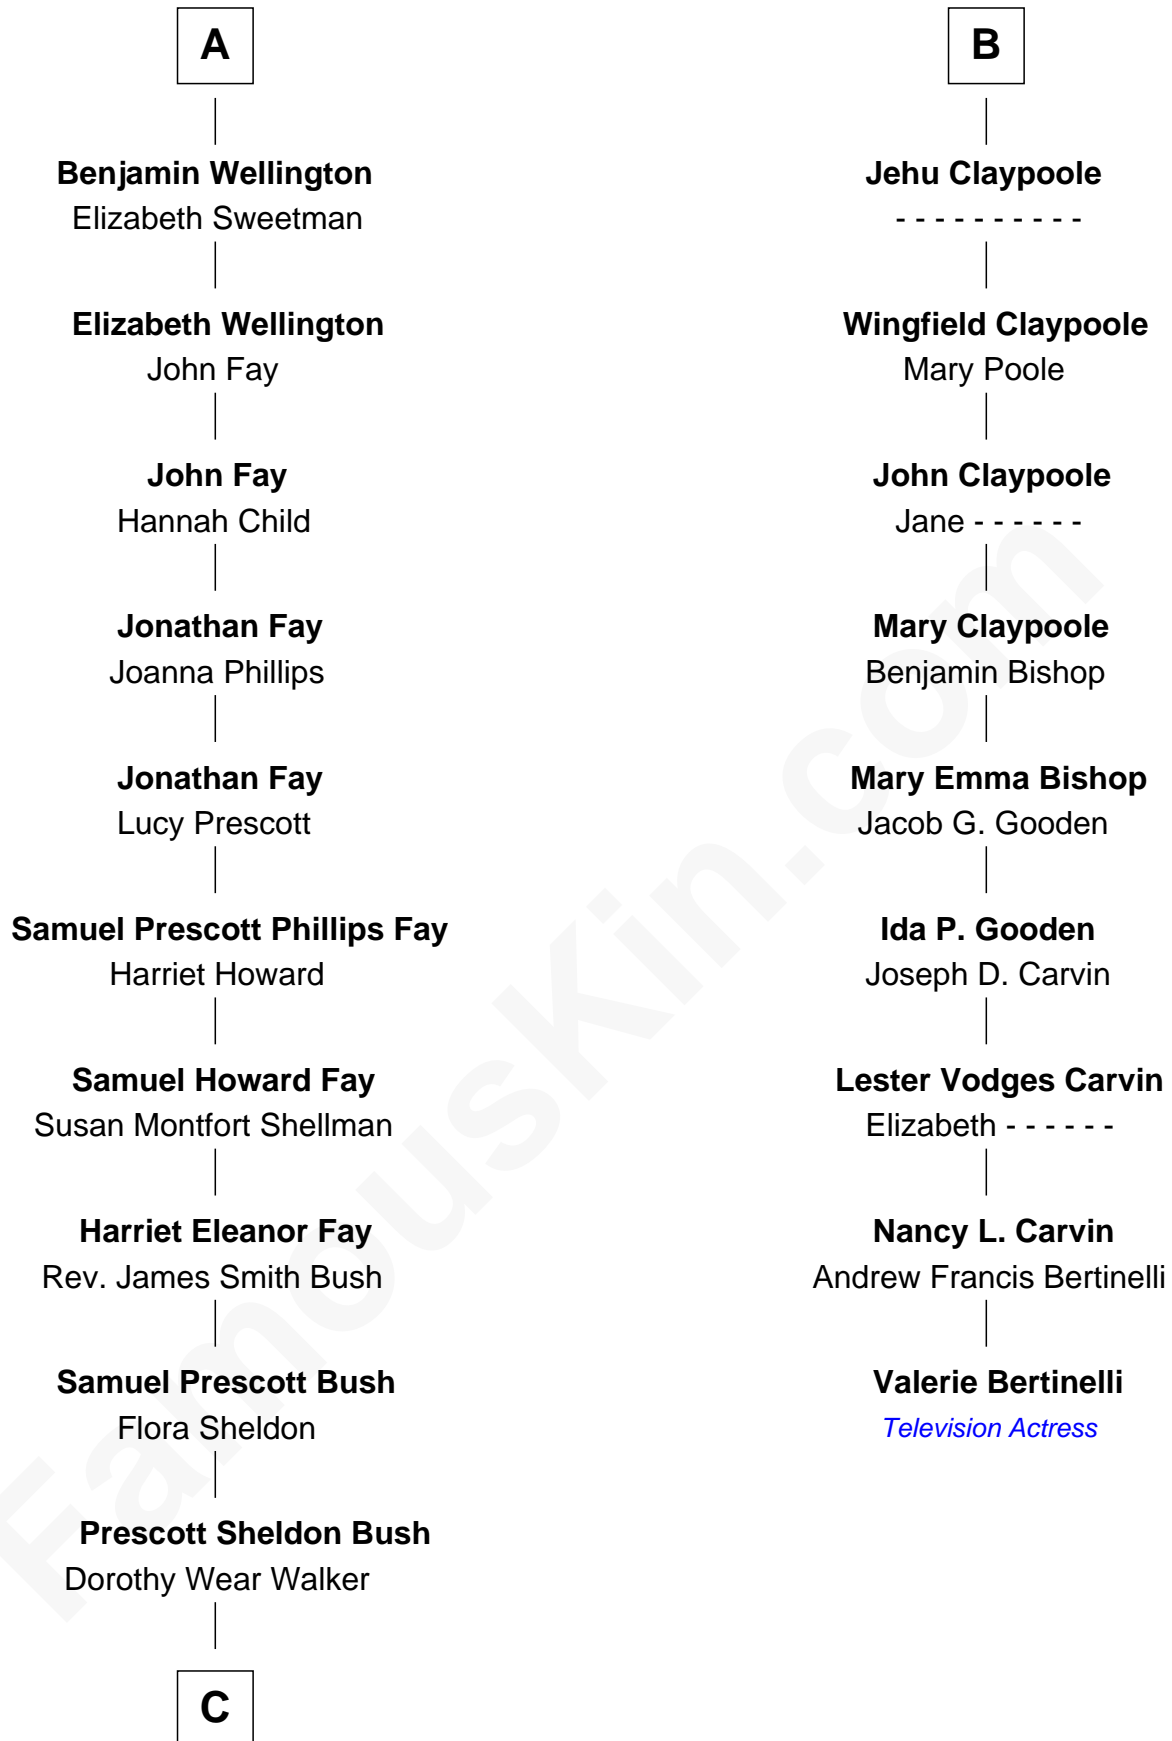 A
Benjamin Wellington
Elizabeth Sweetman
Elizabeth Wellington
John Fay
John Fay
Hannah Child
Jonathan Fay
Joanna Phillips
Jonathan Fay
Lucy Prescott
Samuel Prescott Phillips Fay
Harriet Howard
Samuel Howard Fay
Susan Montfort Shellman
Harriet Eleanor Fay
Rev. James Smith Bush
Samuel Prescott Bush
Flora Sheldon
Prescott Sheldon Bush
Dorothy Wear Walker
C
B
Jehu Claypoole
- - - - - - - - - -
Wingfield Claypoole
Mary Poole
John Claypoole
Jane - - - - - -
Mary Claypoole
Benjamin Bishop
Mary Emma Bishop
Jacob G. Gooden
Ida P. Gooden
Joseph D. Carvin
Lester Vodges Carvin
Elizabeth - - - - - -
Nancy L. Carvin
Andrew Francis Bertinelli
Valerie Bertinelli
Television Actress
FamousKin.com